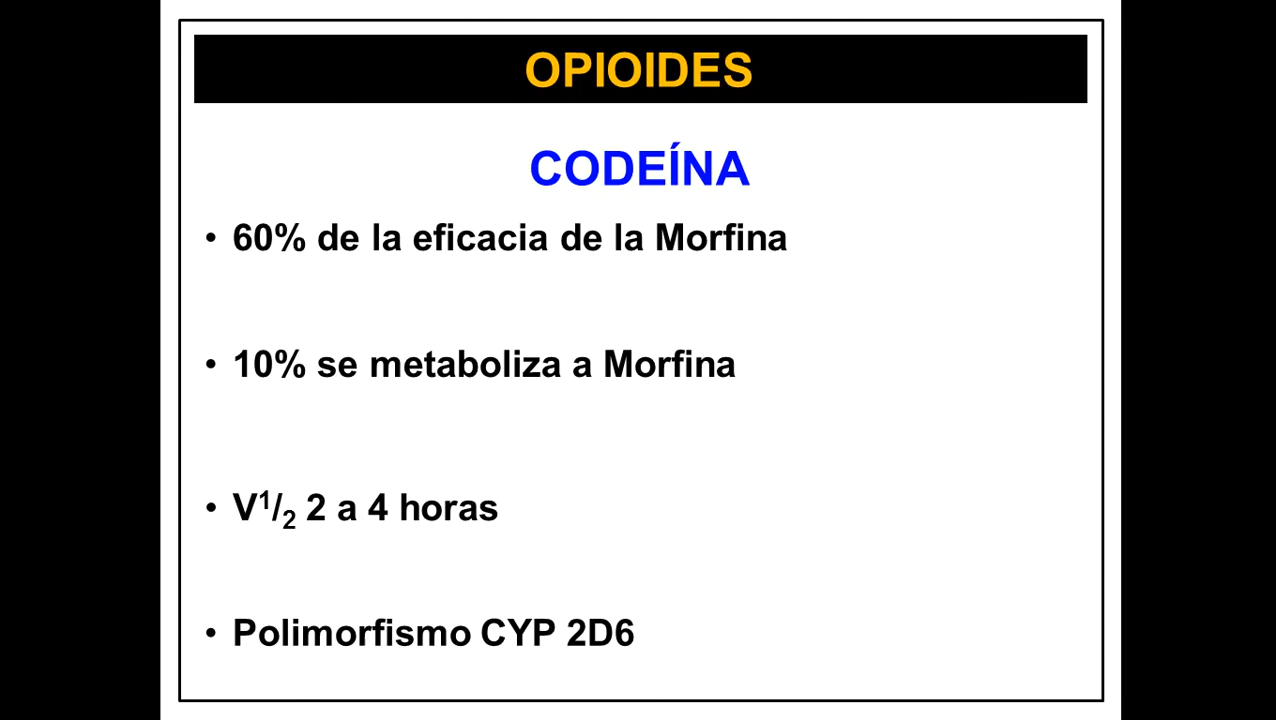 OPIOIDES
CODEÍNA
• 60% de la eficacia de la Morfina
• 10% se metaboliza a Morfina
• V¹/₂ 2 a 4 horas
• Polimorfismo CYP 2D6